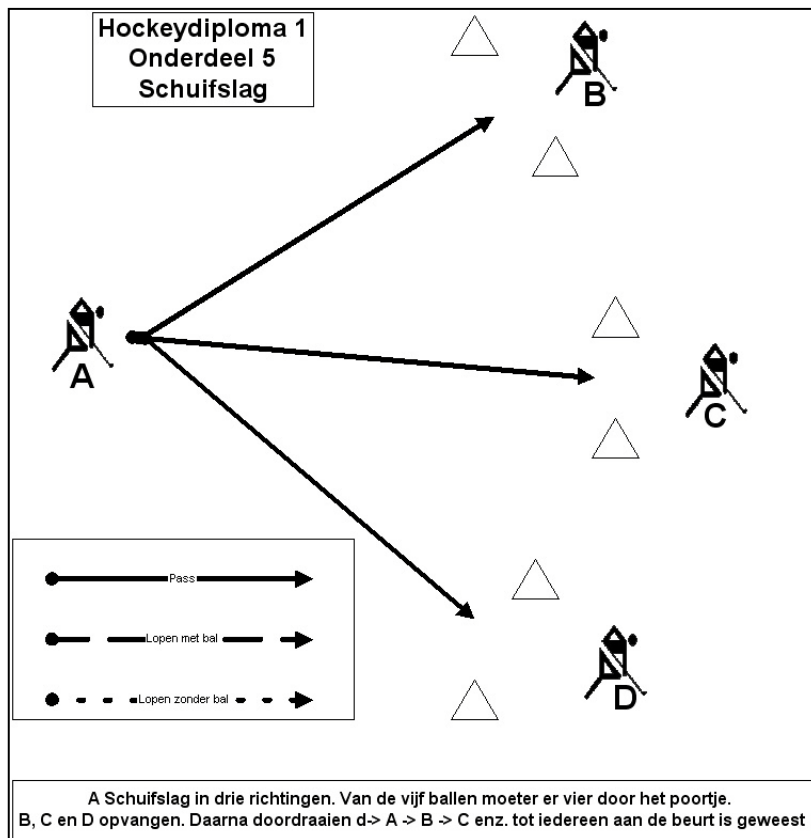 Hockeydiploma 1
Onderdeel 5
Schuifslag
B
A
C
Pass
Lopen met bal
Lopen zonder bal
D
A Schuifslag in drie richtingen. Van de vijf ballen moeter er vier door het poortje.
B, C en D opvangen. Daarna doordraaien d-> A -> B -> C enz. tot iedereen aan de beurt is geweest